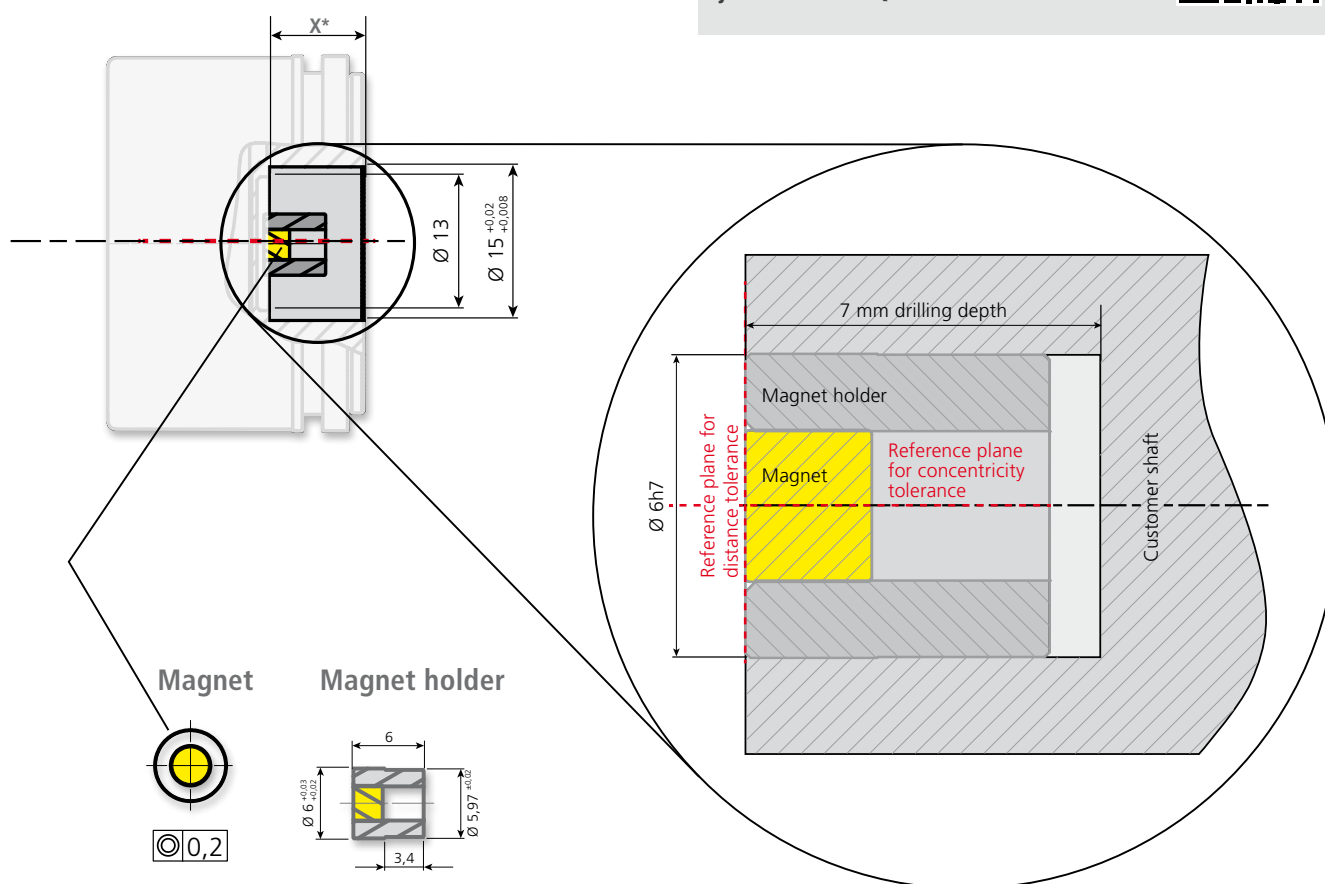 X*
Ø 13
Ø 15 +0,02 +0,008
7 mm drilling depth
Magnet holder
Magnet
Reference plane
for concentricity
tolerance
Reference plane for
distance tolerance
Ø 6h7
Customer shaft
Magnet
Magnet holder
6
Ø 6 +0,03 +0,02
Ø 5,97 ±0,02
3,4
◎ 0,2